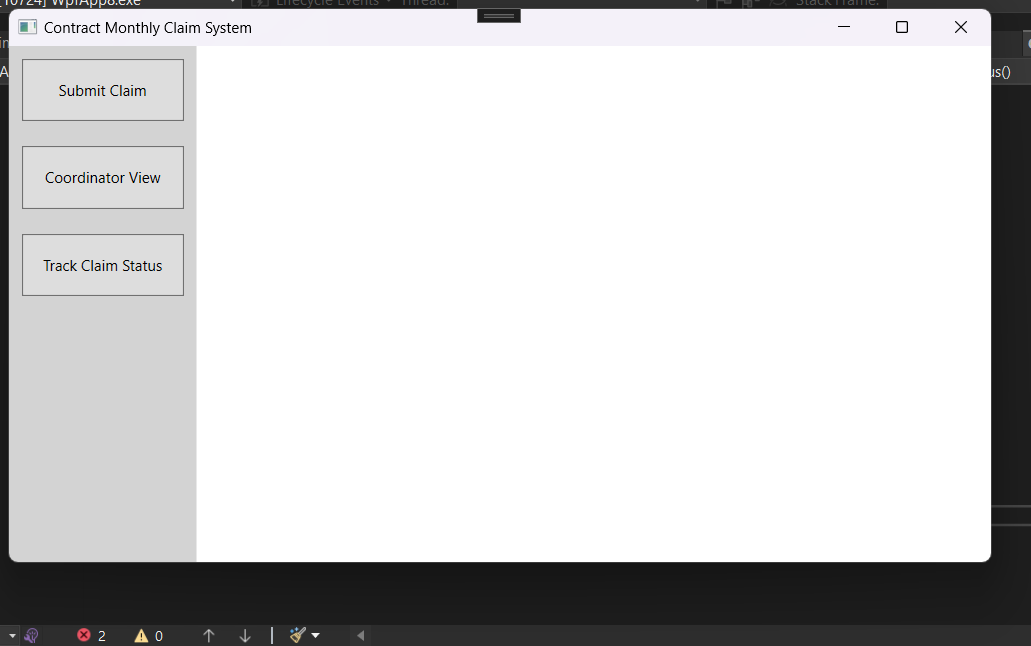 [10724] WpfApp8.exe
Lifecycle Events
Thread:
Stack Frame:
Contract Monthly Claim System
us()
Submit Claim
Coordinator View
Track Claim Status
2
0